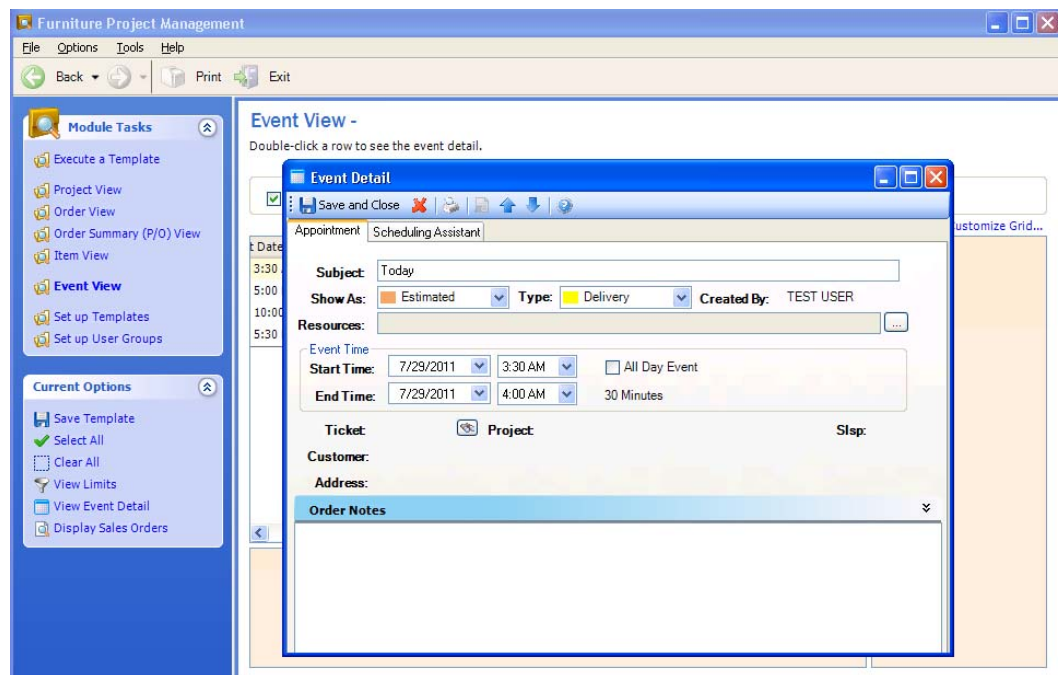 Furniture Project Management
File Options Tools Help
Back Print Exit
Module Tasks
Execute a Template
Project View
Order View
Order Summary (P/O) View
Item View
Event View
Set up Templates
Set up User Groups
Current Options
Save Template
Select All
Clear All
View Limits
View Event Detail
Display Sales Orders
Event View -
Double-click a row to see the event detail.
ustomize Grid...
t Date
3:30
5:00
10:00
5:30
Event Detail
Save and Close
Appointment Scheduling Assistant
Subject: Today
Show As: Estimated Type: Delivery Created By: TEST USER
Resources: ...
Event Time
Start Time: 7/29/2011 3:30 AM All Day Event
End Time: 7/29/2011 4:00 AM 30 Minutes
Ticket: Project: Slsp:
Customer:
Address:
Order Notes